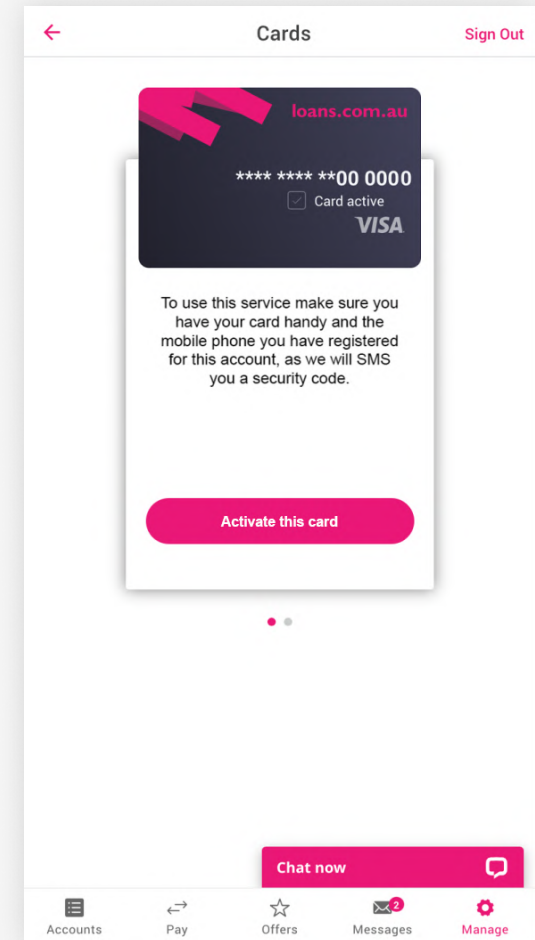 Cards
Sign Out
loans.com.au
**** **** **00 0000
Card active
VISA
To use this service make sure you
have your card handy and the
mobile phone you have registered
for this account, as we will SMS
you a security code.
Activate this card
Chat now
2
Accounts
Pay
Offers
Messages
Manage